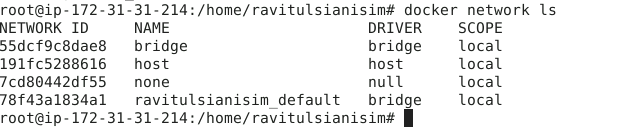 root@ip-172-31-31-214:/home/ravitulsianisim# docker network ls
NETWORK ID     NAME                      DRIVER    SCOPE
55dcf9c8dae8   bridge                    bridge    local
191fc5288616   host                      host      local
7cd80442df55   none                      null      local
78f43a1834a1   ravitulsianisim_default   bridge    local
root@ip-172-31-31-214:/home/ravitulsianisim#